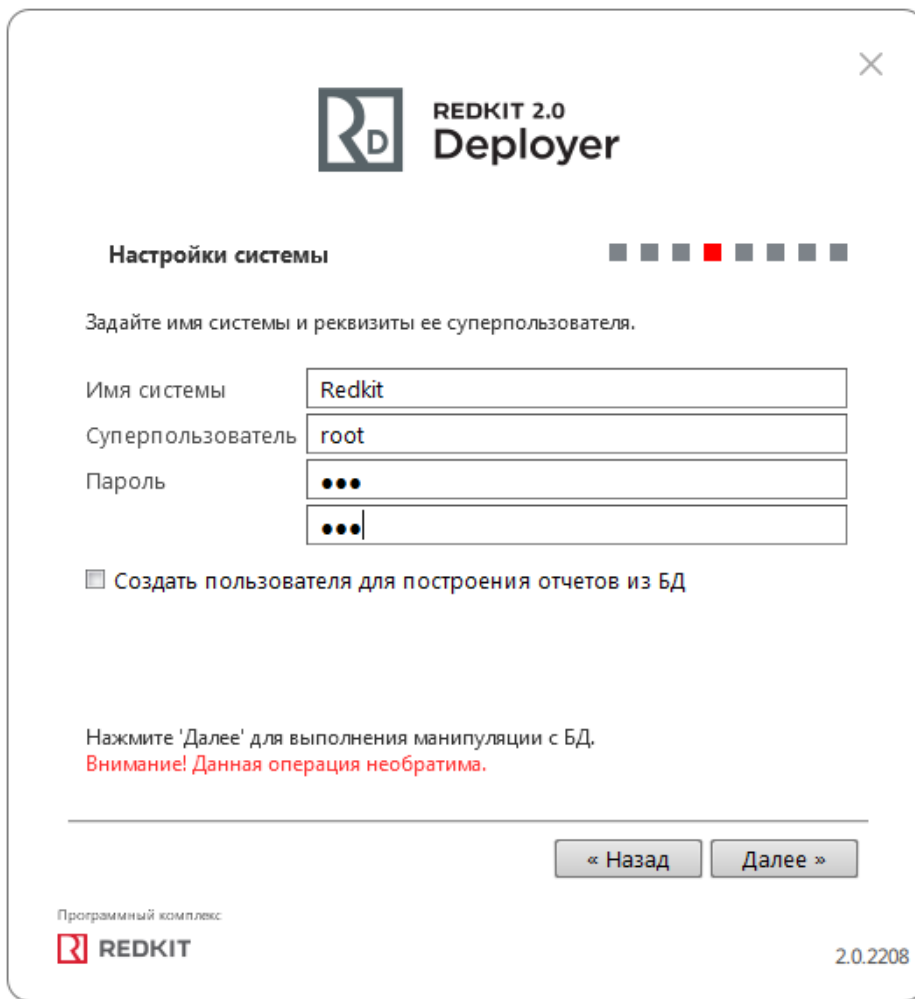 RD
REDKIT 2.0
Deployer
Настройки системы
Задайте имя системы и реквизиты ее суперпользователя.
Имя системы Redkit
Суперпользователь root
Пароль •••
•••
Создать пользователя для построения отчетов из БД
Нажмите 'Далее' для выполнения манипуляции с БД.
Внимание! Данная операция необратима.
« Назад Далее »
Программный комплекс
R REDKIT
2.0.2208